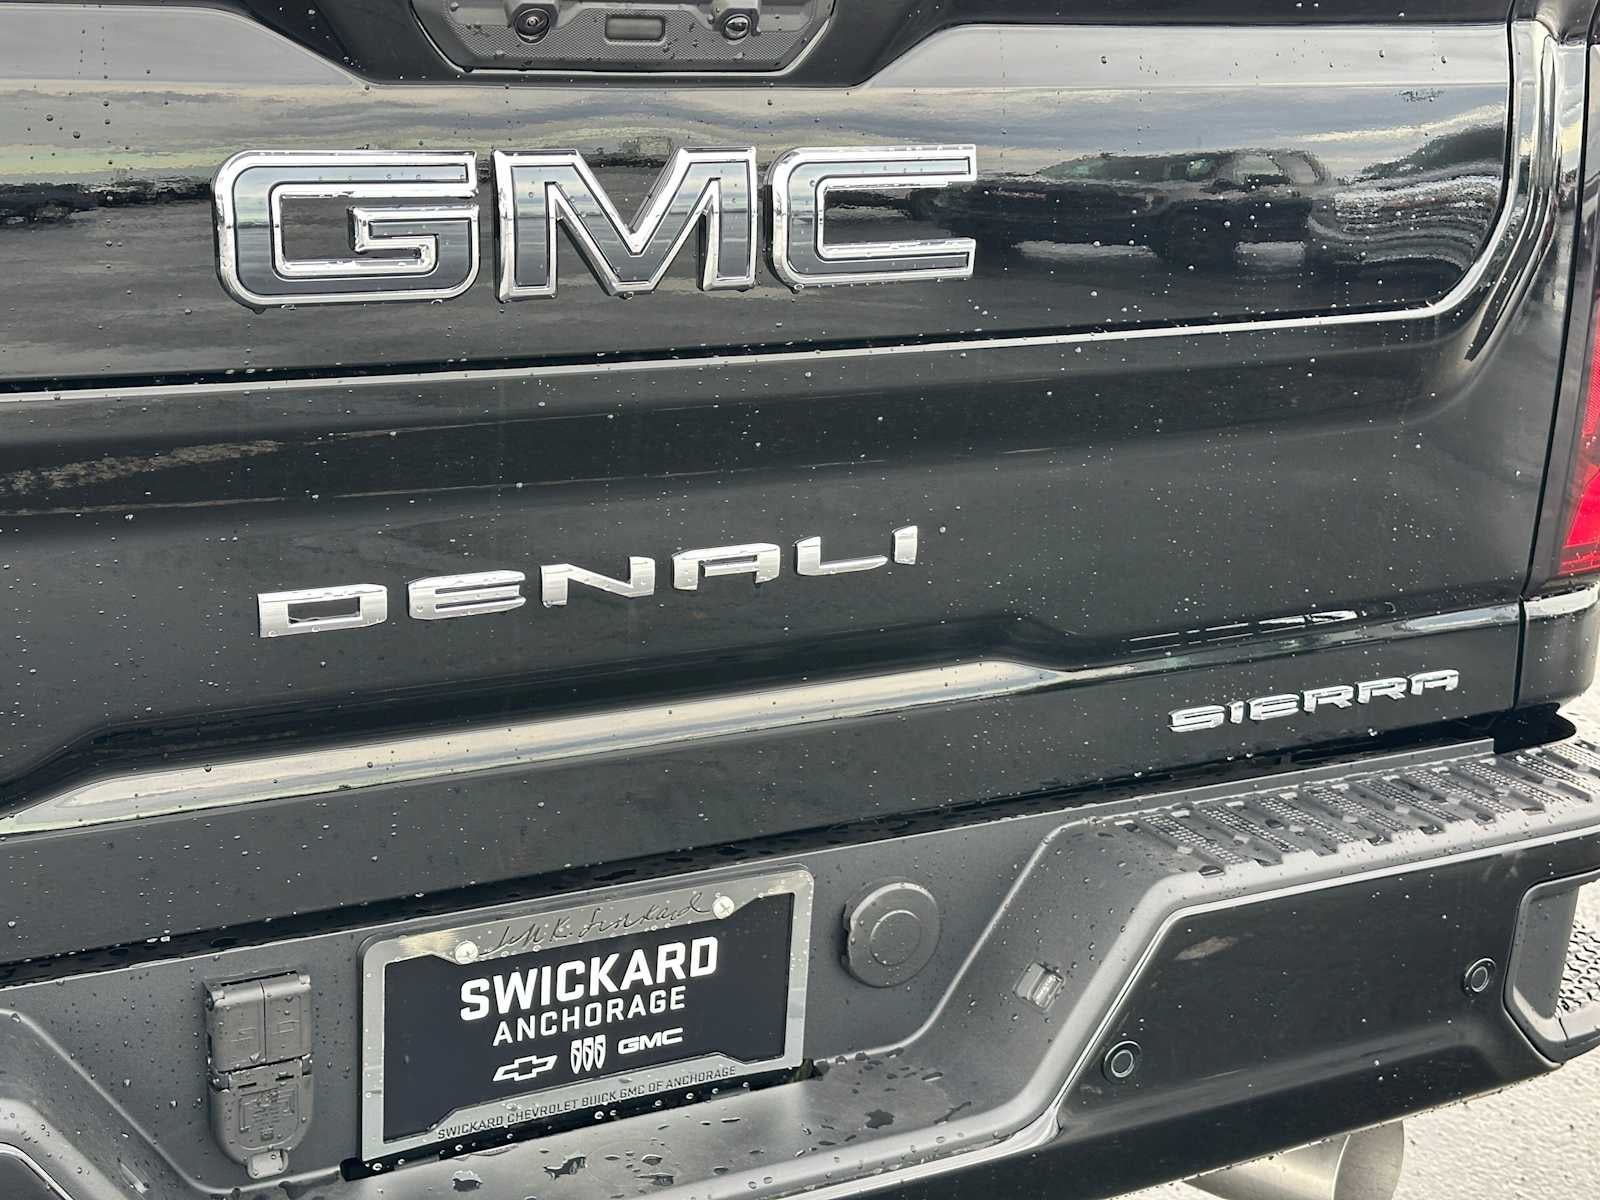 GMC
DENALI
SIERRA
SWICKARD
ANCHORAGE
GMC
SWICKARD CHEVROLET BUICK GMC OF ANCHORAGE